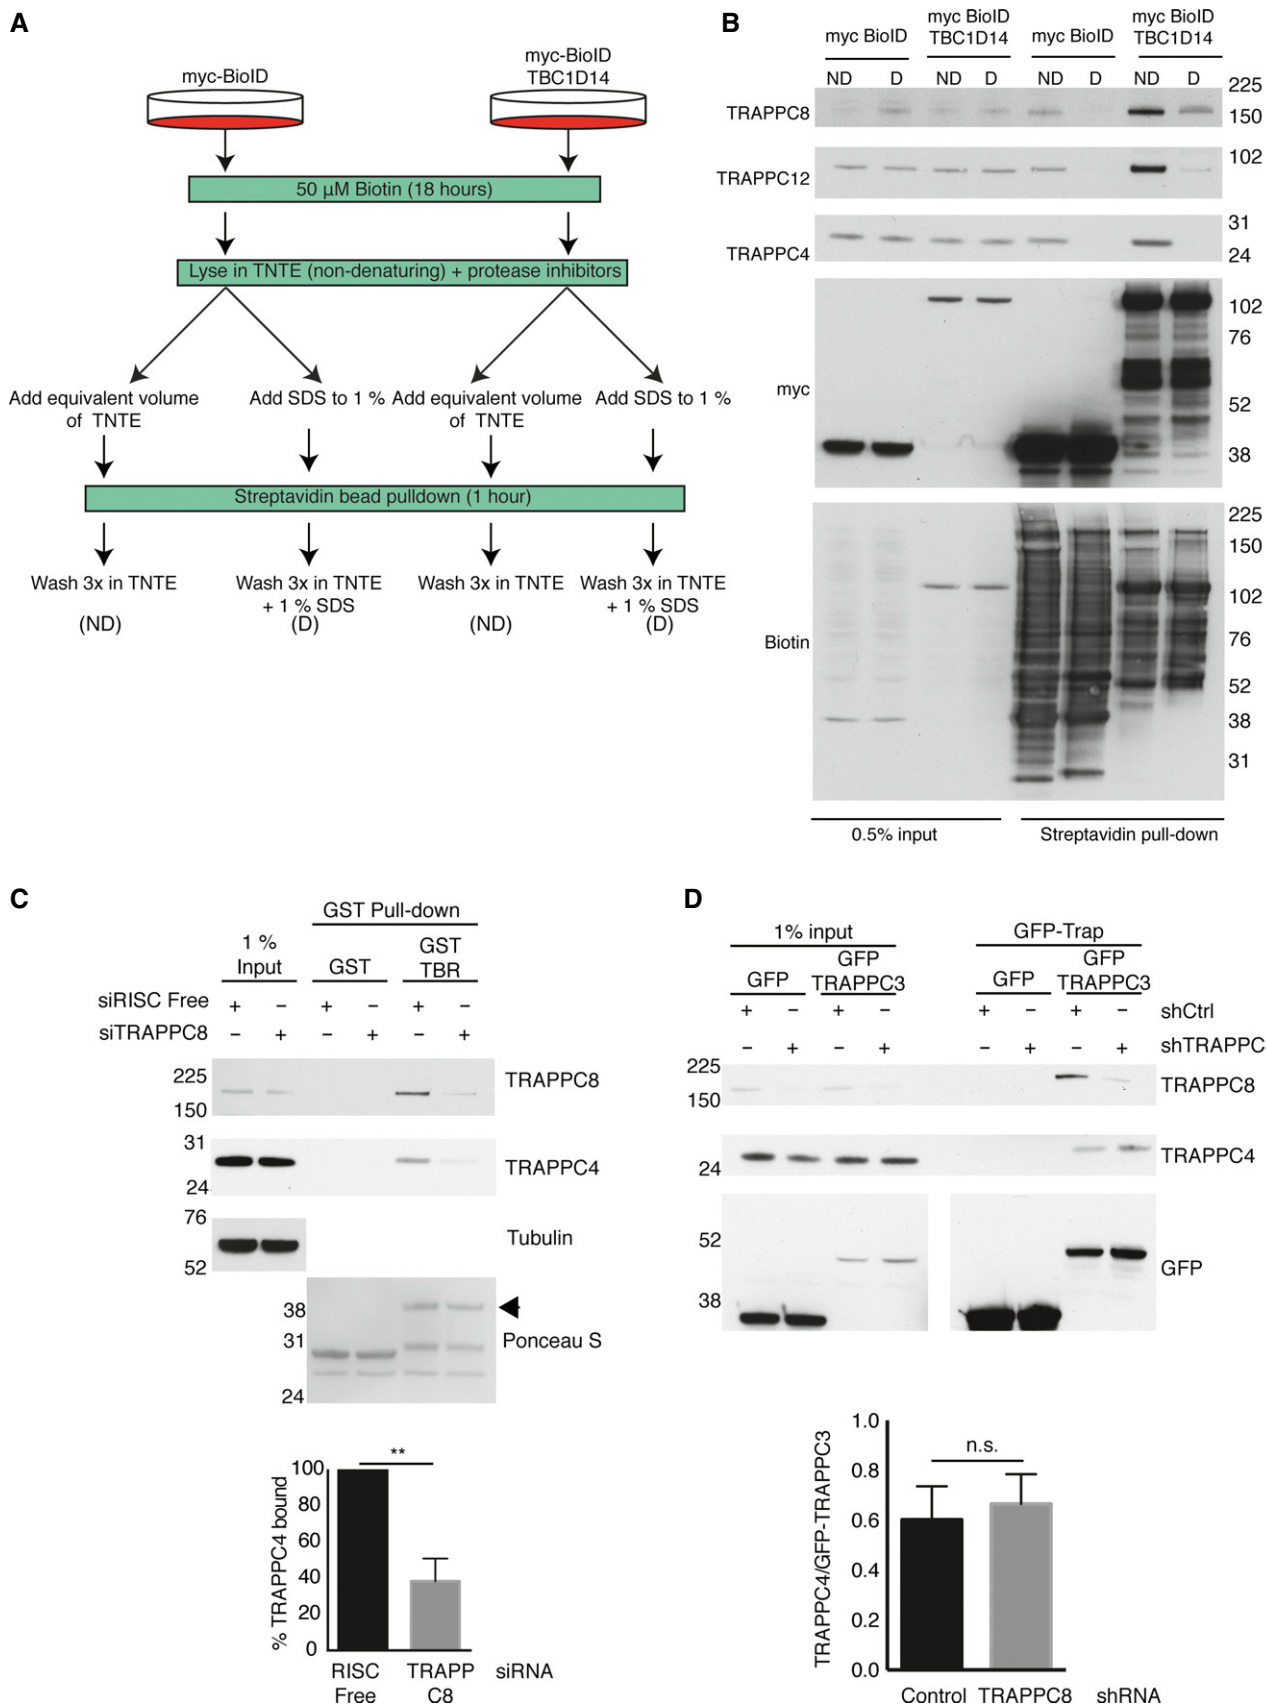 A
myc-BioID
myc-BioID
TBC1D14
50 µM Biotin (18 hours)
Lyse in TNTE (non-denaturing) + protease inhibitors
Add equivalent volume
of TNTE
Add SDS to 1 %
Add equivalent volume
of TNTE
Add SDS to 1 %
Streptavidin bead pulldown (1 hour)
Wash 3x in TNTE
(ND)
Wash 3x in TNTE
+ 1 % SDS
(D)
Wash 3x in TNTE
(ND)
Wash 3x in TNTE
+ 1 % SDS
(D)
B
myc BioID
myc BioID
TBC1D14
myc BioID
myc BioID
TBC1D14
ND D ND D ND D ND D
TRAPPC8
225
150
TRAPPC12
102
TRAPPC4
31
24
myc
102
76
52
38
Biotin
225
150
102
76
52
38
31
0.5% input
Streptavidin pull-down
C
GST Pull-down
1 %
Input
GST
GST
TBR
siRISC Free + − + − + −
siTRAPPC8 − + − + − +
225
150
TRAPPC8
31
24
TRAPPC4
76
52
Tubulin
38
31
24
Ponceau S
% TRAPPC4 bound
100
80
60
40
20
0
**
RISC
Free
TRAPP
C8
siRNA
D
1% input
GFP-Trap
GFP
GFP
TRAPPC3
GFP
GFP
TRAPPC3
+ − + − + − + − shCtrl
− + − + − + − + shTRAPPC
225
150
TRAPPC8
24
TRAPPC4
52
38
GFP
TRAPPC4/GFP-TRAPPC3
1.0
0.8
0.6
0.4
0.2
0.0
n.s.
Control
TRAPPC8
shRNA